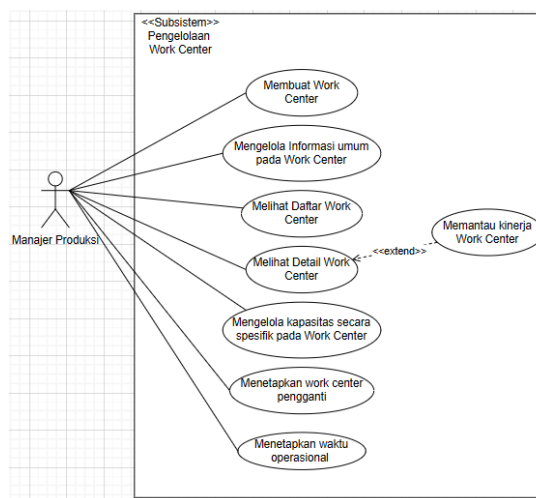 <<Subsistem>>
Pengelolaan
Work Center
Membuat Work
Center
Mengelola Informasi umum
pada Work Center
Melihat Daftar Work
Center
Manajer Produksi
Memantau kinerja
Work Center
<<extend>>
Melihat Detail Work
Center
Mengelola kapasitas secara
spesifik pada Work Center
Menetapkan work center
pengganti
Menetapkan waktu
operasional